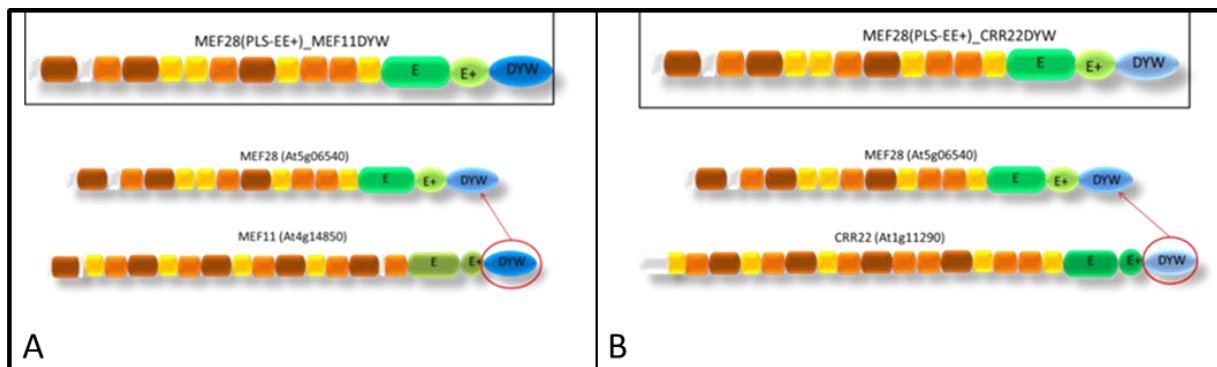 MEF28(PLS-EE+)_MEF11DYW
E E+ DYW
MEF28 (At5g06540)
E E+ DYW
MEF11 (At4g14850)
E E+ DYW
A
MEF28(PLS-EE+)_CRR22DYW
E E+ DYW
MEF28 (At5g06540)
E E+ DYW
CRR22 (At1g11290)
E E+ DYW
B